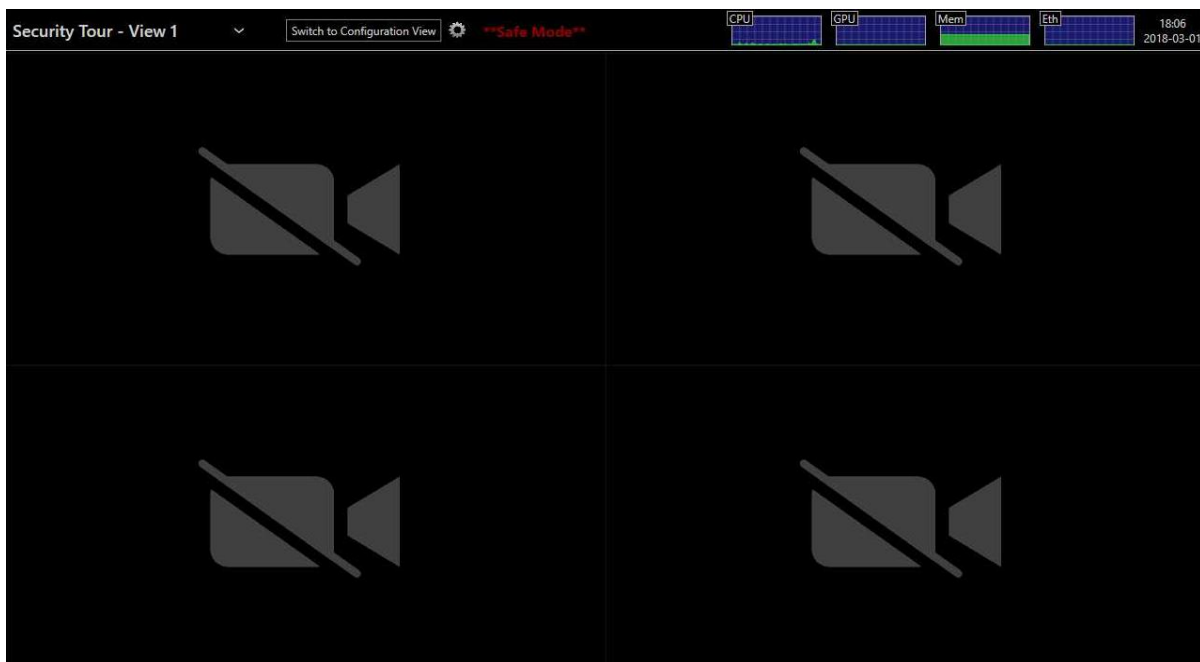 Security Tour - View 1
Switch to Configuration View
**Safe Mode**
CPU
GPU
Mem
Eth
18:06
2018-03-01